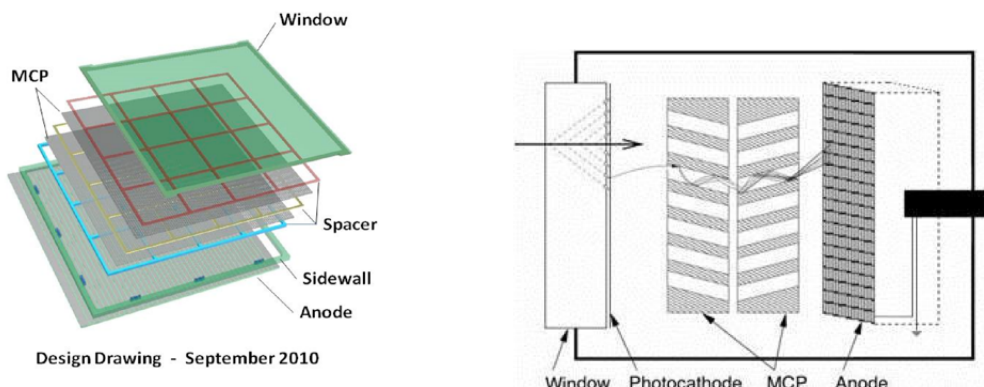 Window
MCP
Spacer
Sidewall
Anode
Design Drawing - September 2010
Window Photocathode MCP Anode